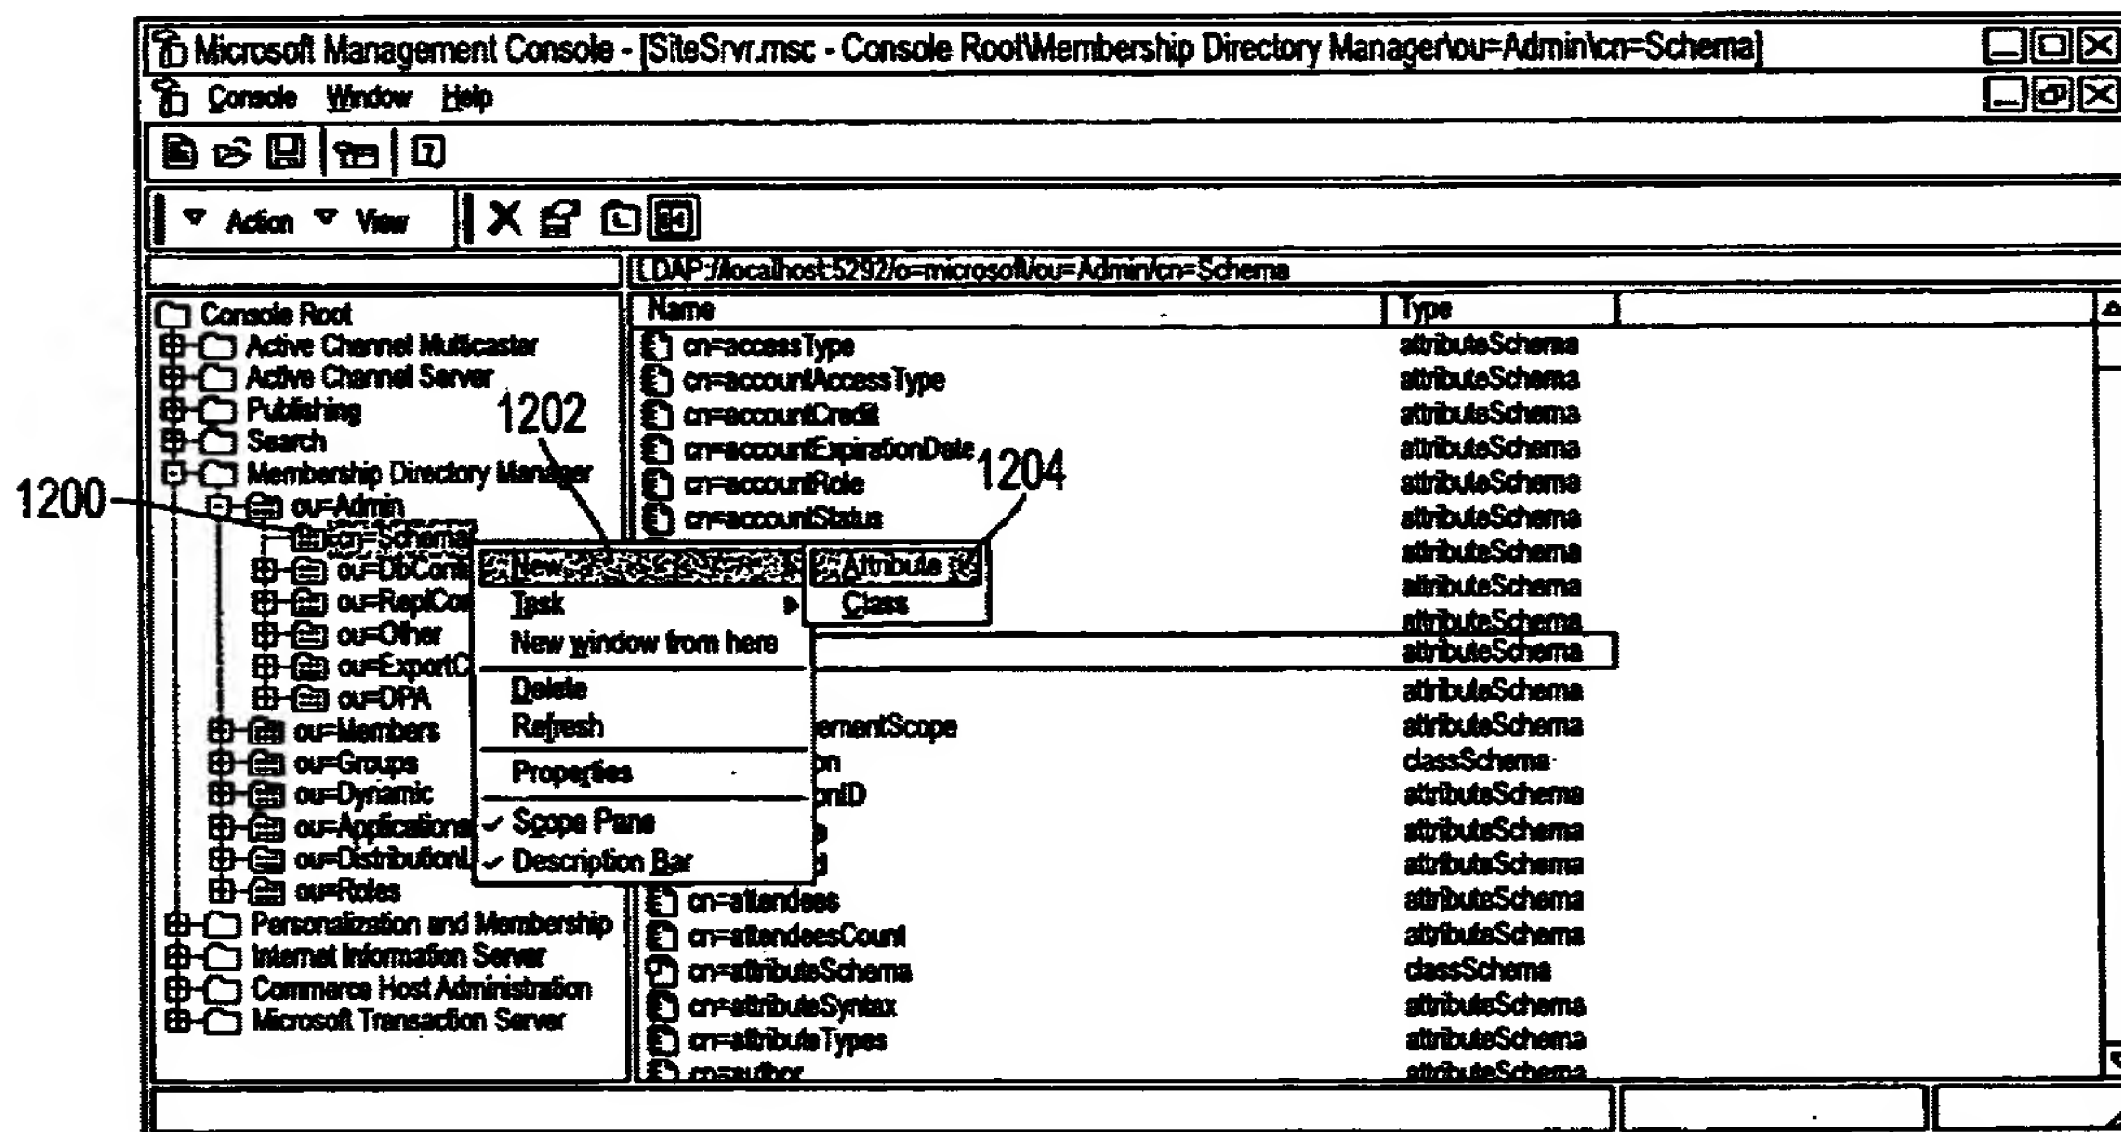 Microsoft Management Console - [SiteSrvr.msc - Console Root\Membership Directory Manager\ou=Admin\cn=Schema]
Console Window Help
Action View
LDAP://localhost:5292/o=microsoft/ou=Admin/cn=Schema
Console Root
Active Channel Multicaster
Active Channel Server
Publishing
Search
Membership Directory Manager
ou=Admin
cn=Schema
ou=DbCon
ou=ReplCo
ou=Other
ou=ExportC
ou=DPA
ou=Members
ou=Groups
ou=Dynamic
ou=Applications
ou=DistributionL
ou=Roles
Personalization and Membership
Internet Information Server
Commerce Host Administration
Microsoft Transaction Server
1200
1202
1204
New
Task
New window from here
Delete
Refresh
Properties
Scope Pane
Description Bar
Attribute
Class
Name Type
cn=accessType attributeSchema
cn=accountAccessType attributeSchema
cn=accountCredit attributeSchema
cn=accountExpirationDate attributeSchema
cn=accountRole attributeSchema
cn=accountStatus attributeSchema
attributeSchema
attributeSchema
attributeSchema
attributeSchema
attributeSchema
ementScope attributeSchema
on classSchema
onID attributeSchema
attributeSchema
attributeSchema
cn=attendees attributeSchema
cn=attendeesCount attributeSchema
cn=attributeSchema classSchema
cn=attributeSyntax attributeSchema
cn=attributeTypes attributeSchema
cn=author attributeSchema